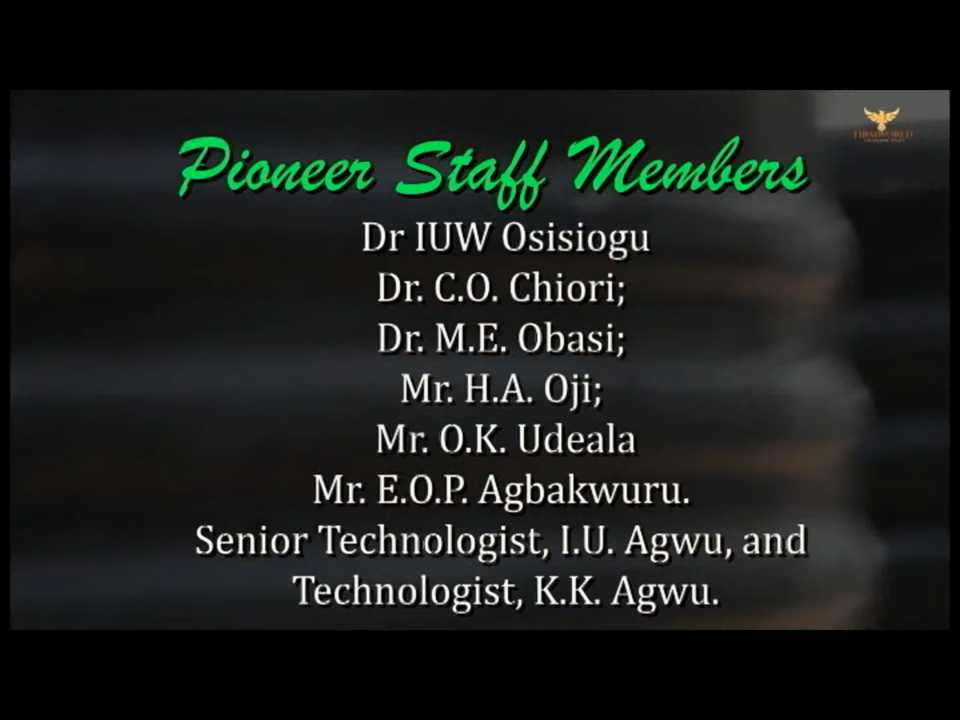 Pioneer Staff Members
Dr IUW Osisiogu
Dr. C.O. Chiori;
Dr. M.E. Obasi;
Mr. H.A. Oji;
Mr. O.K. Udeala
Mr. E.O.P. Agbakwuru.
Senior Technologist, I.U. Agwu, and
Technologist, K.K. Agwu.